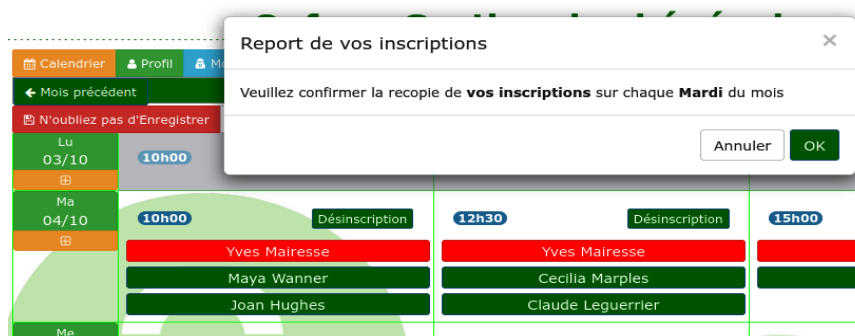 Report de vos inscriptions
×
Calendrier
Profil
Mois précédent
Veuillez confirmer la recopie de vos inscriptions sur chaque Mardi du mois
N'oubliez pas d'Enregistrer
Annuler OK
Lu
03/10
10h00
Ma
04/10
10h00 Désinscription 12h30 Désinscription 15h00
Yves Mairesse Yves Mairesse
Maya Wanner Cecilia Marples
Joan Hughes Claude Leguerrier
Me